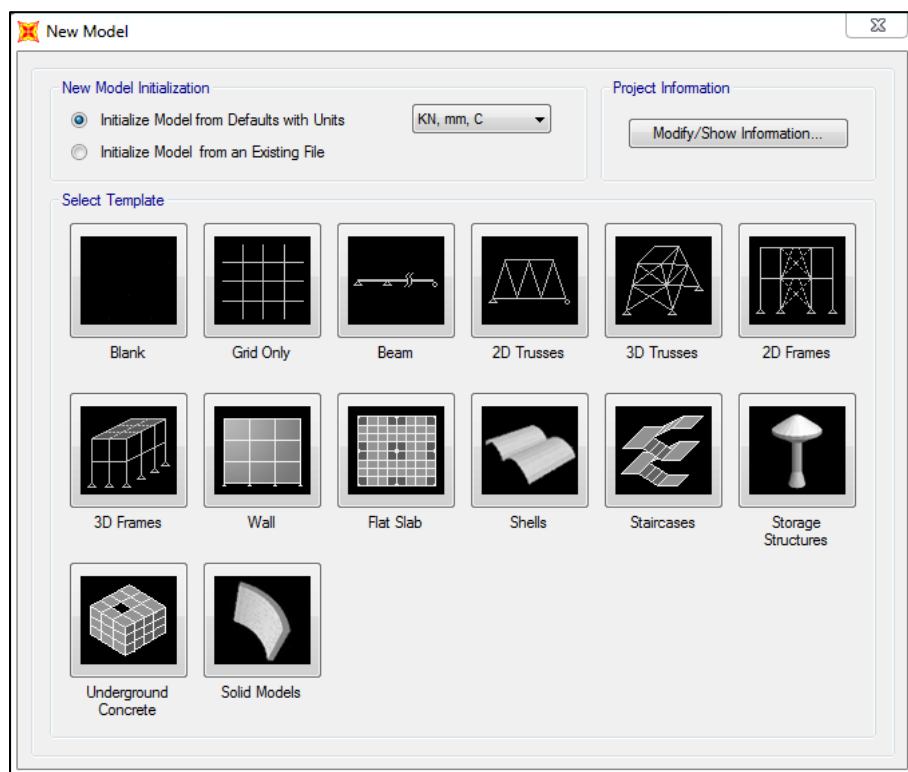 New Model
New Model Initialization
Initialize Model from Defaults with Units
KN, mm, C
Initialize Model from an Existing File
Project Information
Modify/Show Information...
Select Template
Blank
Grid Only
Beam
2D Trusses
3D Trusses
2D Frames
3D Frames
Wall
Flat Slab
Shells
Staircases
Storage
Structures
Underground
Concrete
Solid Models